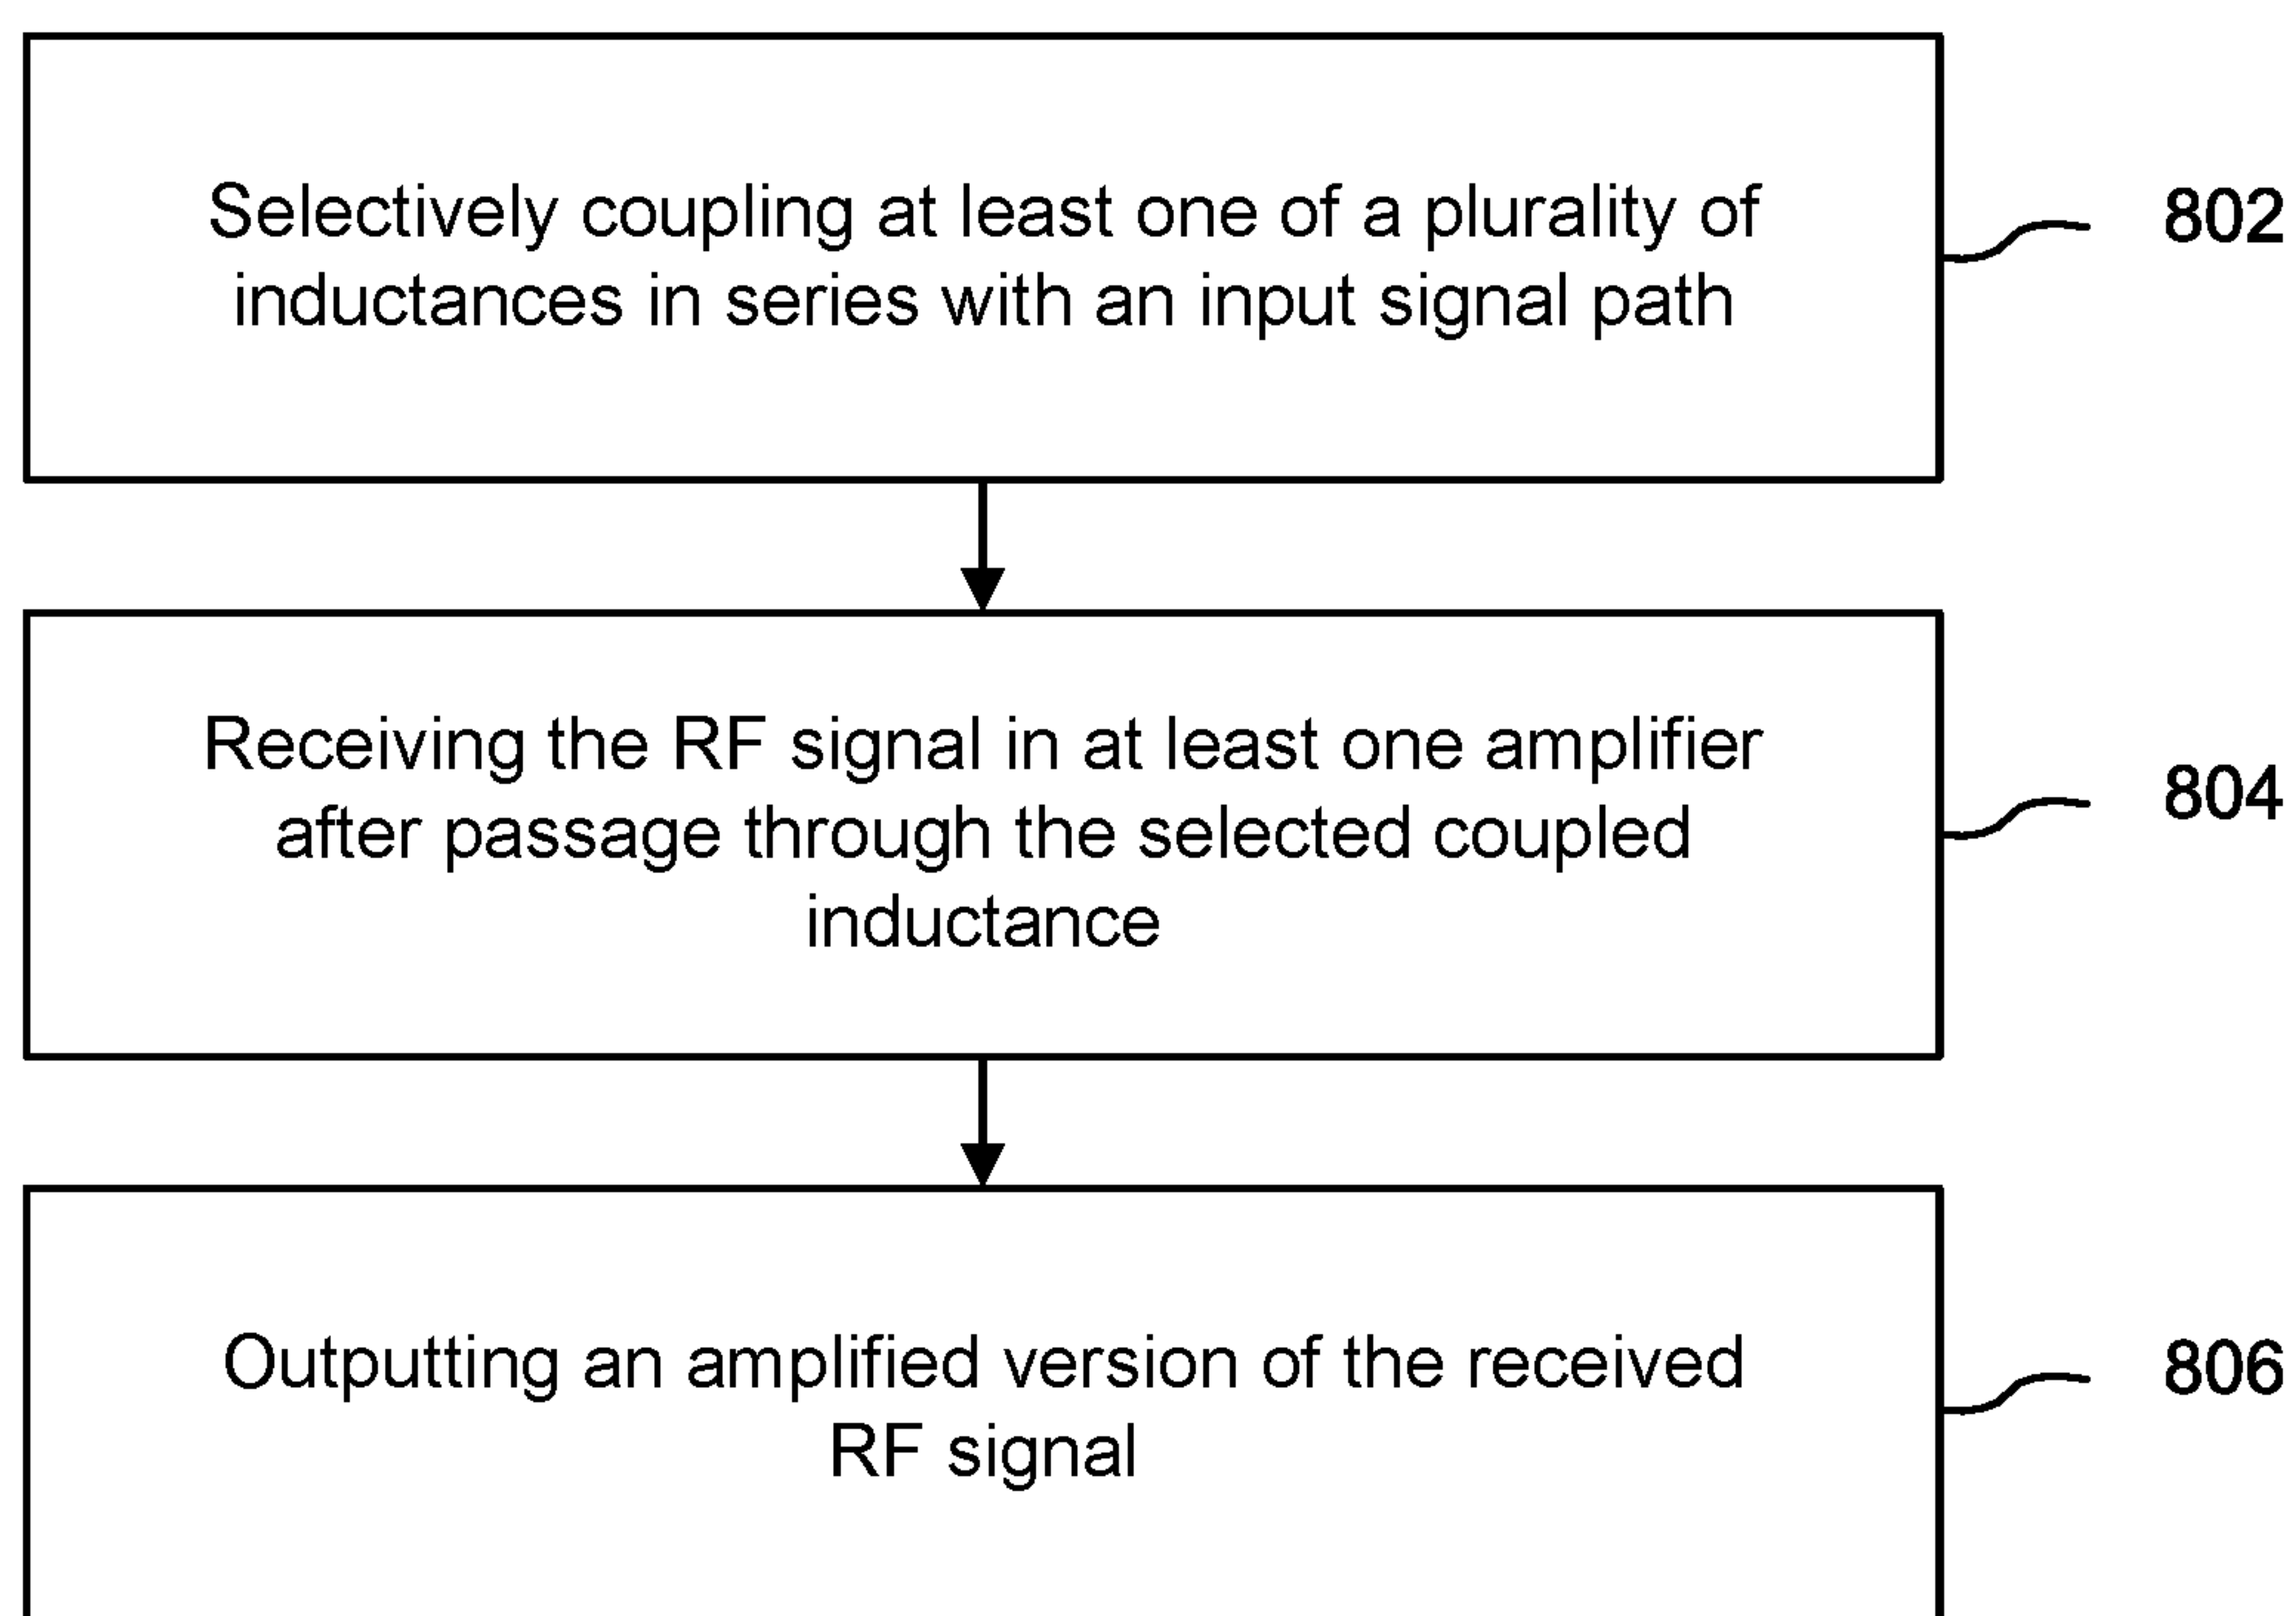 Selectively coupling at least one of a plurality of
inductances in series with an input signal path
802
Receiving the RF signal in at least one amplifier
after passage through the selected coupled
inductance
804
Outputting an amplified version of the received
RF signal
806